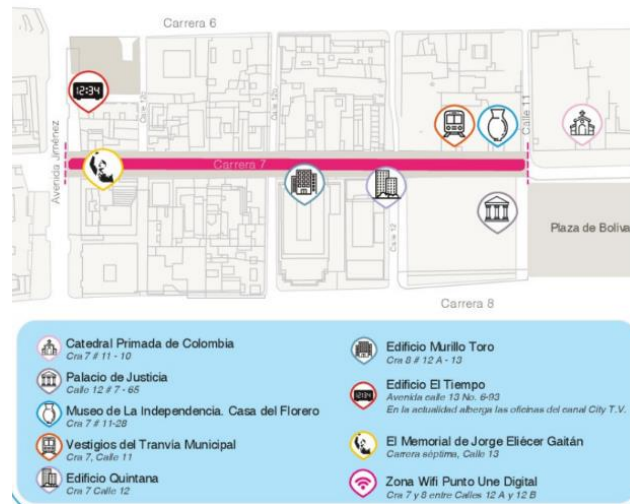 Carrera 6
12:34
Calle 12b
Calle 12a
Calle 11
Avenida Jiménez
Carrera 7
Calle 12
Plaza de Boliva
Carrera 8
Catedral Primada de Colombia
Cra 7 # 11 - 10
Palacio de Justicia
Calle 12 # 7 - 65
Museo de La Independencia. Casa del Florero
Cra 7 # 11-28
Vestigios del Tranvía Municipal
Cra 7, Calle 11
Edificio Quintana
Cra 7 Calle 12
Edificio Murillo Toro
Cra 8 # 12 A - 13
Edificio El Tiempo
Avenida calle 13 No. 6-93
En la actualidad alberga las oficinas del canal City T.V.
El Memorial de Jorge Eliécer Gaitán
Carrera séptima, Calle 13
Zona Wifi Punto Une Digital
Cra 7 y 8 entre Calles 12 A y 12 B